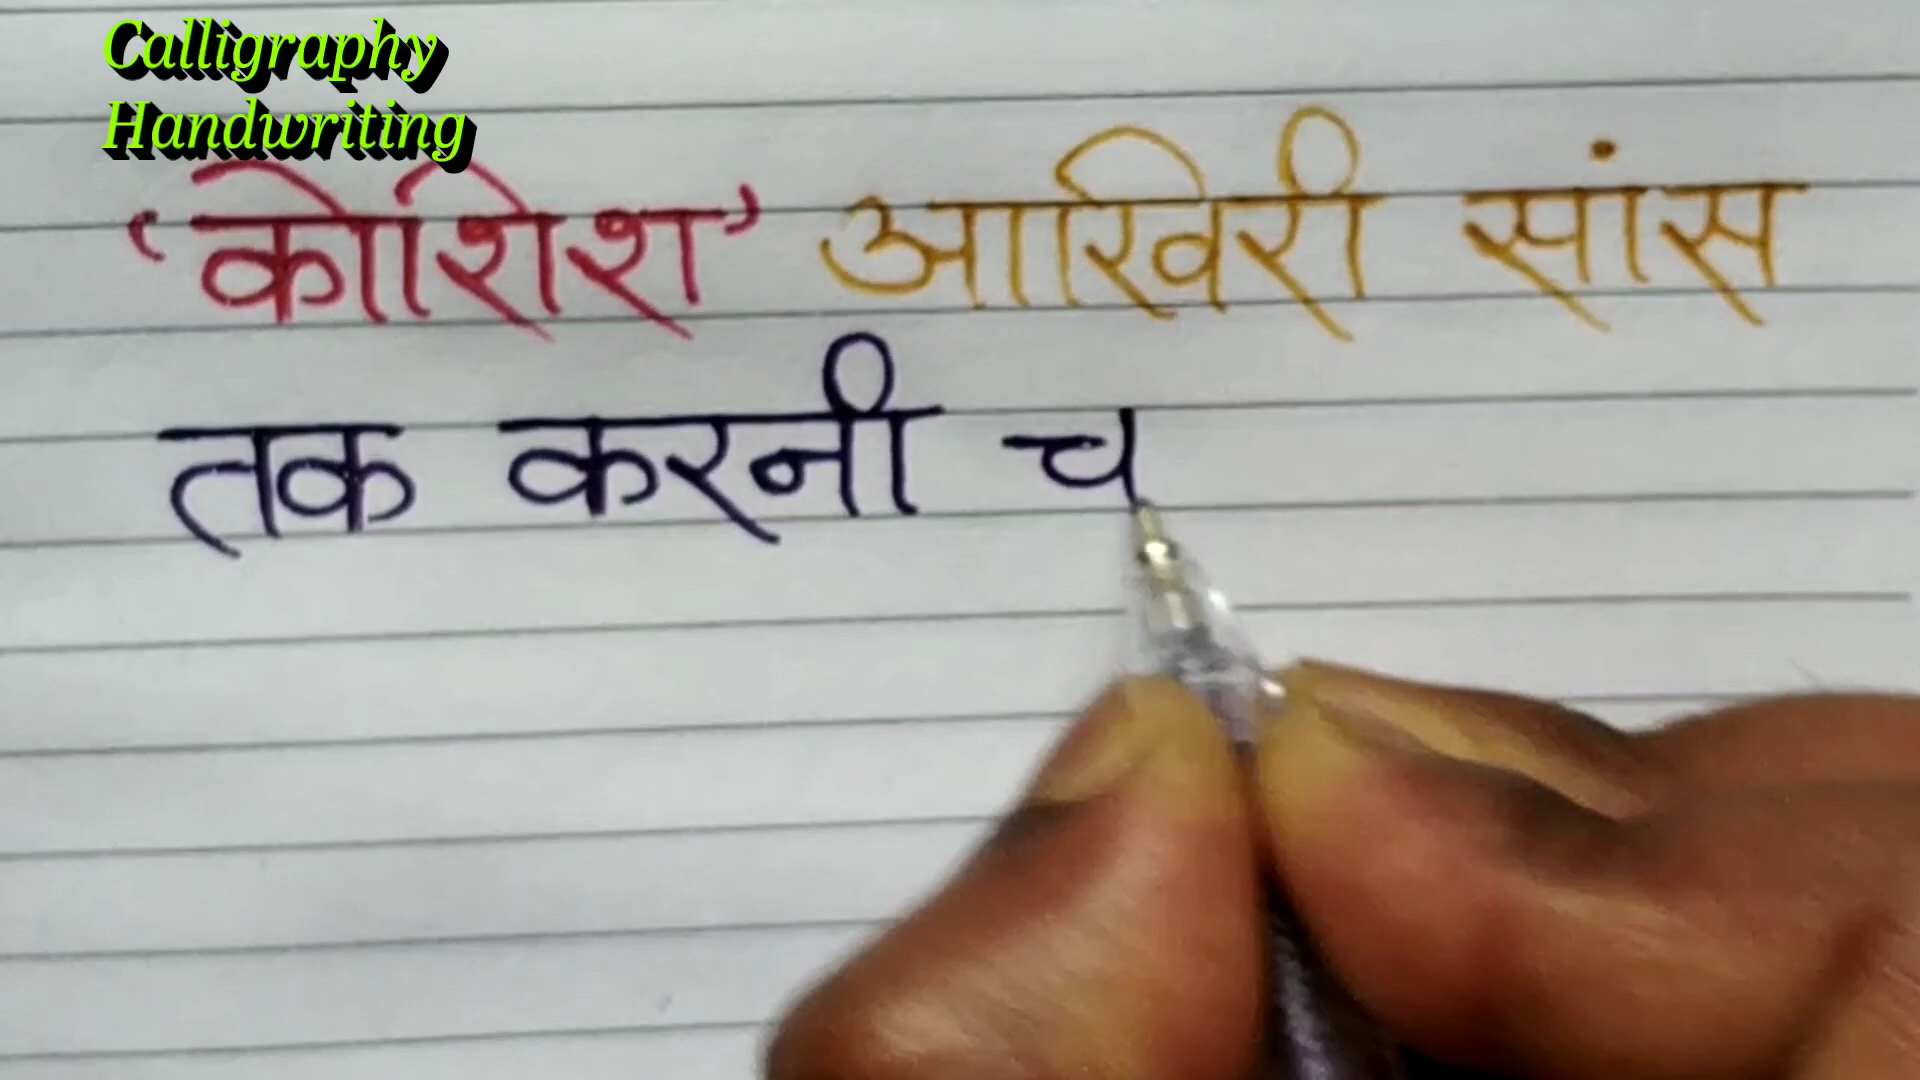 Calligraphy
Handwriting
‘कोशिश’ आखिरी सांस
तक करनी च